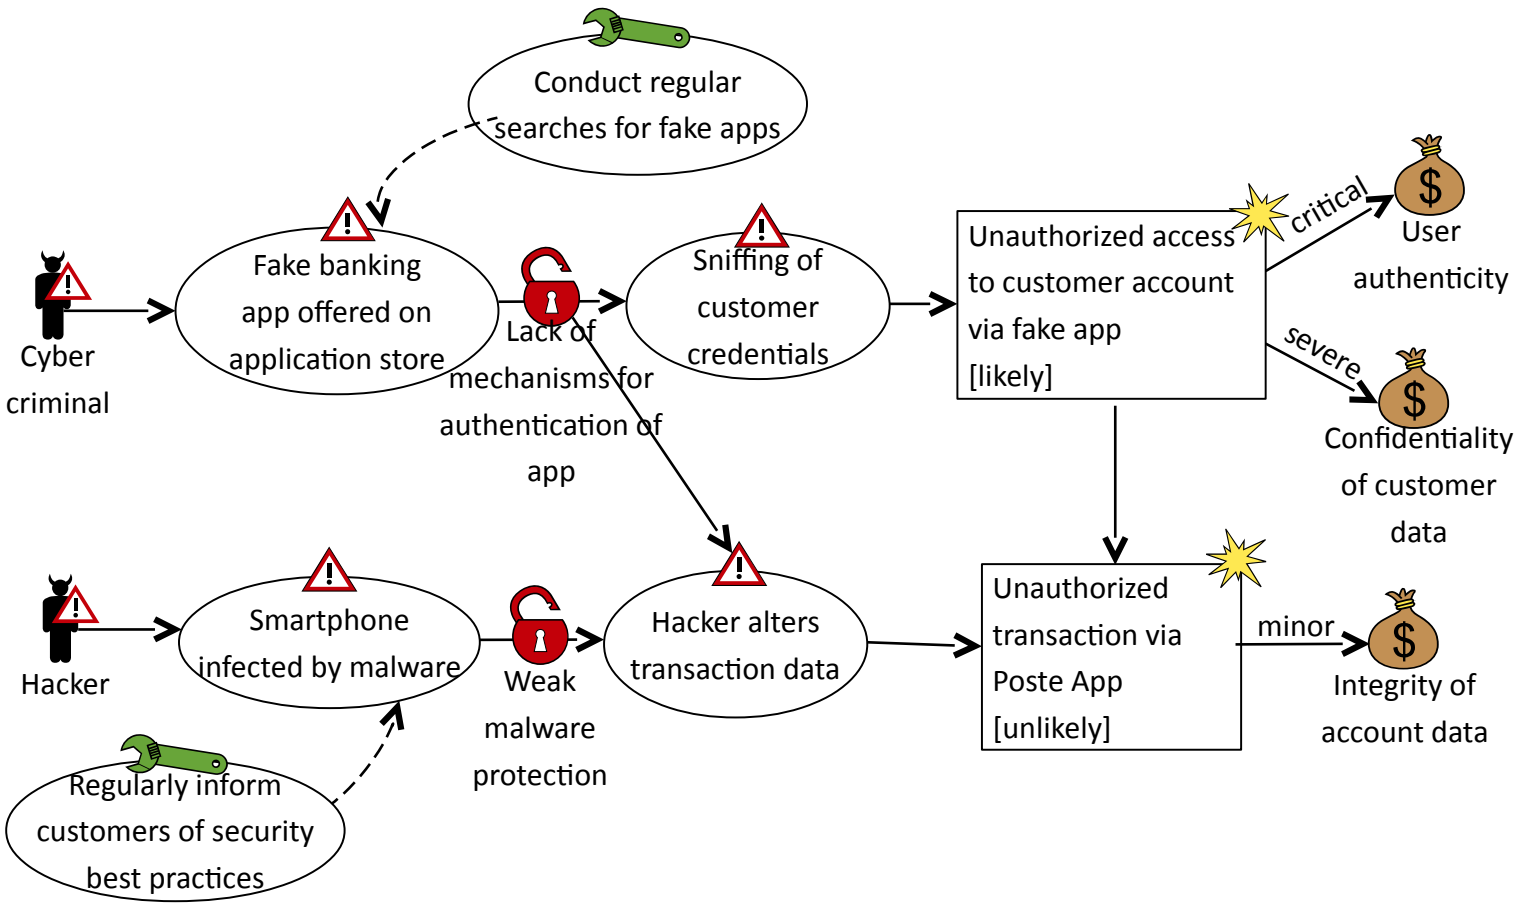 Conduct regular
searches for fake apps
Cyber
criminal
Fake banking
app offered on
application store
Lack of
mechanisms for
authentication of
app
Sniffing of
customer
credentials
Unauthorized access
to customer account
via fake app
[likely]
critical
User
authenticity
severe
Confidentiality
of customer
data
Hacker
Smartphone
infected by malware
Weak
malware
protection
Hacker alters
transaction data
Unauthorized
transaction via
Poste App
[unlikely]
minor
Integrity of
account data
Regularly inform
customers of security
best practices